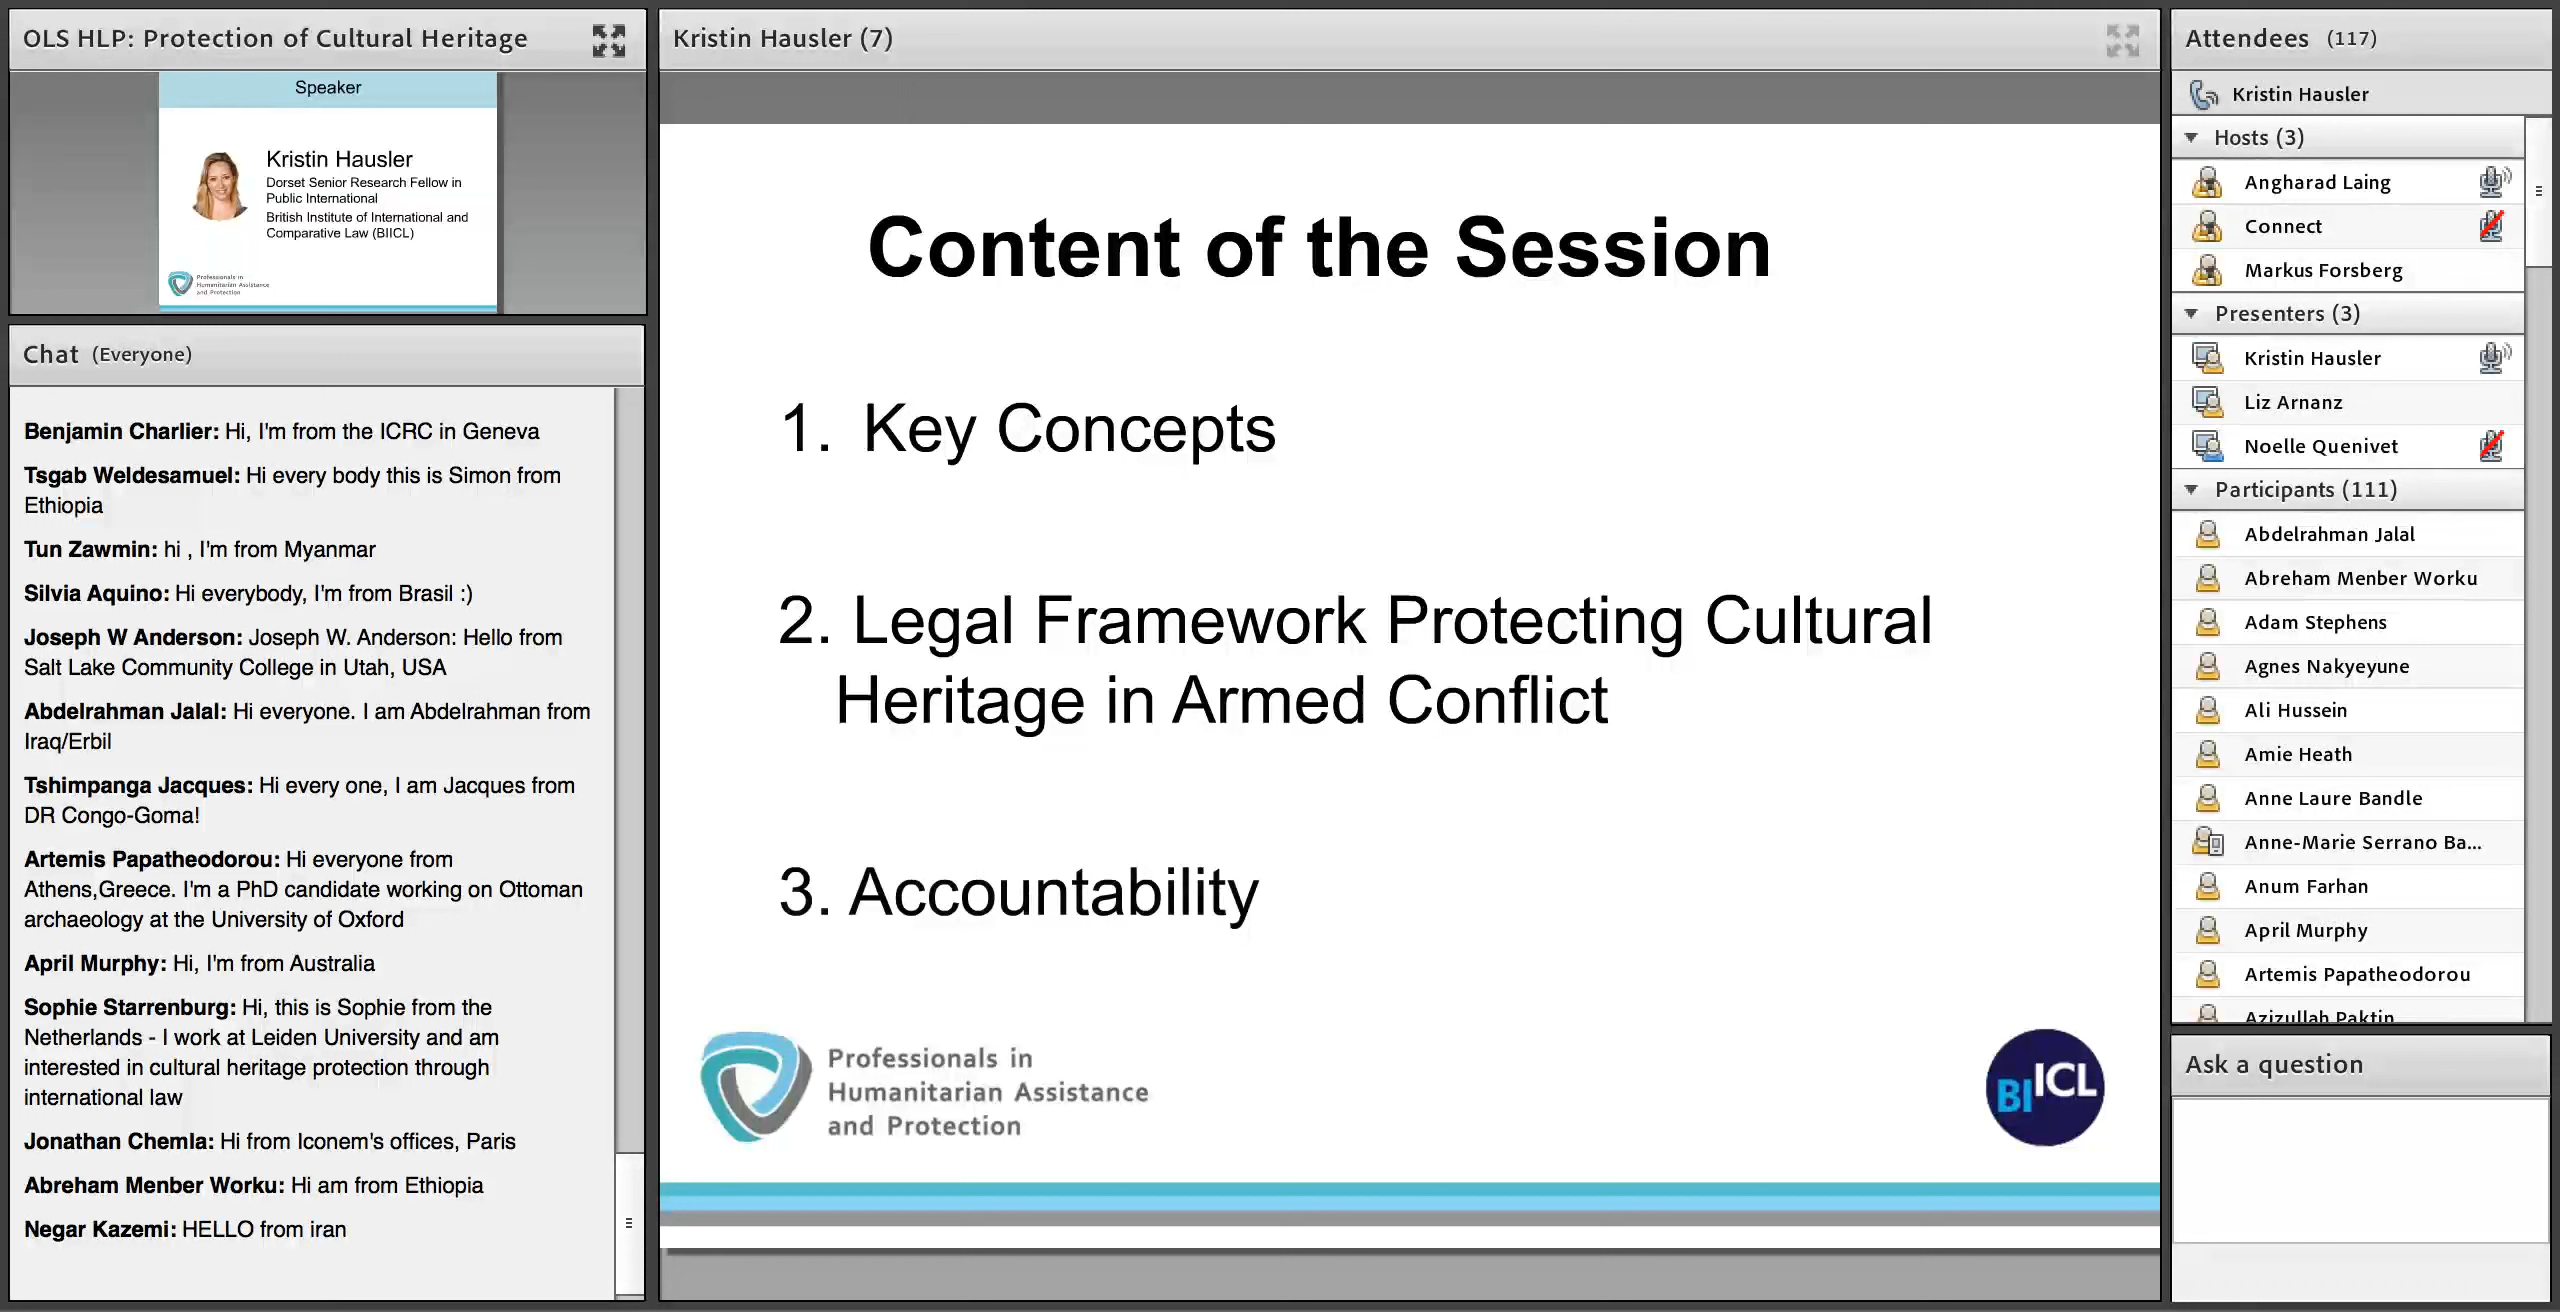 OLS HLP: Protection of Cultural Heritage
Speaker
Kristin Hausler
Dorset Senior Research Fellow in
Public International
British Institute of International and
Comparative Law (BIICL)
Professionals in
Humanitarian Assistance
and Protection
Chat (Everyone)
Benjamin Charlier: Hi, I'm from the ICRC in Geneva
Tsgab Weldesamuel: Hi every body this is Simon from
Ethiopia
Tun Zawmin: hi , I'm from Myanmar
Silvia Aquino: Hi everybody, I'm from Brasil :)
Joseph W Anderson: Joseph W. Anderson: Hello from
Salt Lake Community College in Utah, USA
Abdelrahman Jalal: Hi everyone. I am Abdelrahman from
Iraq/Erbil
Tshimpanga Jacques: Hi every one, I am Jacques from
DR Congo-Goma!
Artemis Papatheodorou: Hi everyone from
Athens,Greece. I'm a PhD candidate working on Ottoman
archaeology at the University of Oxford
April Murphy: Hi, I'm from Australia
Sophie Starrenburg: Hi, this is Sophie from the
Netherlands - I work at Leiden University and am
interested in cultural heritage protection through
international law
Jonathan Chemla: Hi from Iconem's offices, Paris
Abreham Menber Worku: Hi am from Ethiopia
Negar Kazemi: HELLO from iran
Kristin Hausler (7)
Content of the Session
1. Key Concepts
2. Legal Framework Protecting Cultural
Heritage in Armed Conflict
3. Accountability
Professionals in
Humanitarian Assistance
and Protection
BIICL
Attendees (117)
Kristin Hausler
Hosts (3)
Angharad Laing
Connect
Markus Forsberg
Presenters (3)
Kristin Hausler
Liz Arnanz
Noelle Quenivet
Participants (111)
Abdelrahman Jalal
Abreham Menber Worku
Adam Stephens
Agnes Nakyeyune
Ali Hussein
Amie Heath
Anne Laure Bandle
Anne-Marie Serrano Ba...
Anum Farhan
April Murphy
Artemis Papatheodorou
Azizullah Paktin
Ask a question